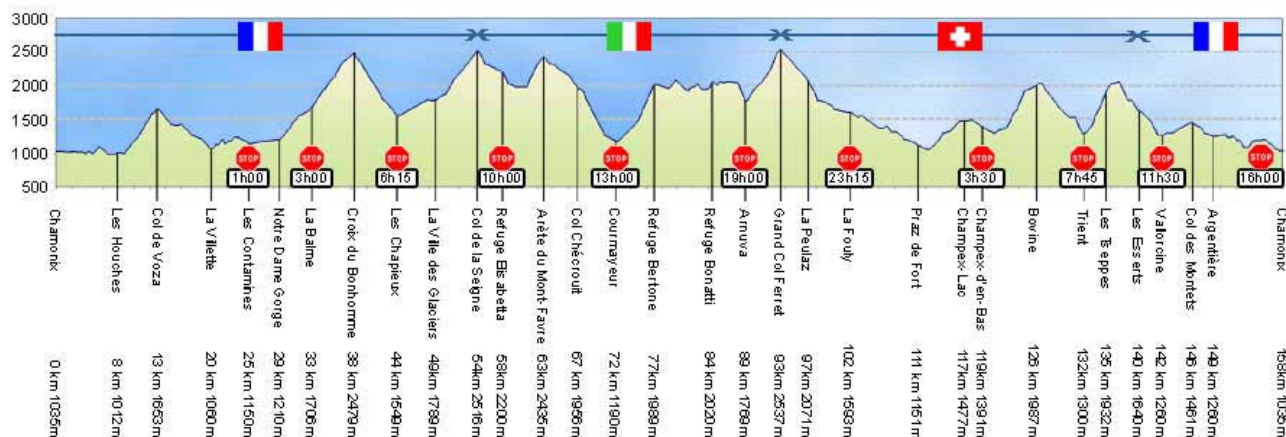 3000
2500
2000
1500
1000
500
STOP
1h00
STOP
3h00
STOP
6h15
STOP
10h00
STOP
13h00
STOP
19h00
STOP
23h15
STOP
3h30
STOP
7h45
STOP
11h30
STOP
16h00
Chamonix
0 km 1035m
Les Houches
8 km 1012m
Col de Voza
13 km 1653m
La Villette
20 km 1060m
Les Contamines
25 km 1150m
Notre Dame Gorge
29 km 1210m
La Balme
33 km 1706m
Croix du Bonhomme
38 km 2479m
Les Chapieux
44 km 1549m
La Ville des Glaciers
49km 1789m
Col de la Seigne
54 km 2516m
Refuge Elisabetta
58 km 2200m
Arête du Mont-Favre
63km 2435m
Col Chécrouit
67 km 1956m
Courmayeur
72 km 1190m
Refuge Bertone
77km 1989m
Refuge Bonatti
84 km 2020m
Arnuva
89 km 1769m
Grand Col Ferret
93km 2537m
La Peulaz
97km 2071m
La Fouly
102 km 1593m
Praz de Fort
111 km 1151m
Champex-Lac
117km 1477m
Champex-d'en-Bas
119km 1391m
Bovine
126 km 1987m
Trient
132km 1300m
Les Tseppes
135 km 1932m
Les Esserts
140 km 1640m
Vallorcine
142 km 1260m
Col des Montets
146 km 1461m
Argentière
149 km 1260m
Chamonix
158km 1035m